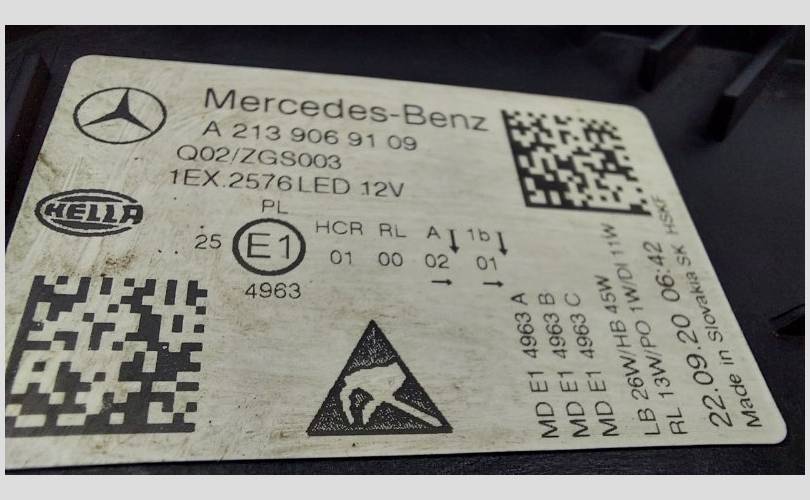 Mercedes-Benz
A 213 906 91 09
Q02/ZGS003
1EX.2576 LED 12V
HELLA
PL
25 E1 HCR RL A 1b
01 00 02 01
4963
MD E1 4963 A
MD E1 4963 B
MD E1 4963 C
LB 26W/HB 45W
RL 13W/PO 1W/DI 11W
22.09.20 06:42
Made in Slovakia SK HSKF